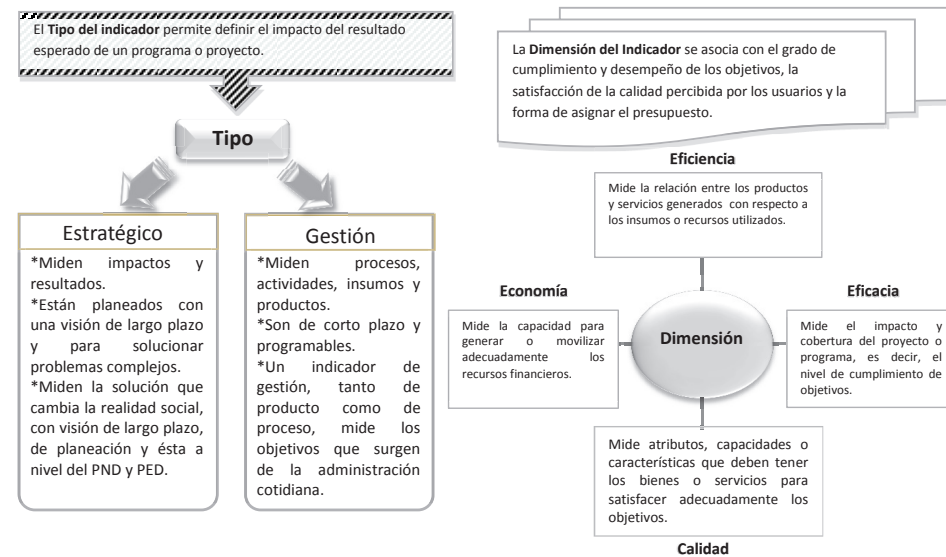 El Tipo del indicador permite definir el impacto del resultado
esperado de un programa o proyecto.
Tipo
Estratégico
*Miden impactos y
resultados.
*Están planeados con
una visión de largo plazo
y para solucionar
problemas complejos.
*Miden la solución que
cambia la realidad social,
con visión de largo plazo,
de planeación y ésta a
nivel del PND y PED.
Gestión
*Miden procesos,
actividades, insumos y
productos.
*Son de corto plazo y
programables.
*Un indicador de
gestión, tanto de
producto como de
proceso, mide los
objetivos que surgen
de la administración
cotidiana.
La Dimensión del Indicador se asocia con el grado de
cumplimiento y desempeño de los objetivos, la
satisfacción de la calidad percibida por los usuarios y la
forma de asignar el presupuesto.
Eficiencia
Mide la relación entre los productos
y servicios generados con respecto a
los insumos o recursos utilizados.
Economía
Mide la capacidad para
generar o movilizar
adecuadamente los
recursos financieros.
Dimensión
Eficacia
Mide el impacto y
cobertura del proyecto o
programa, es decir, el
nivel de cumplimiento de
objetivos.
Mide atributos, capacidades o
características que deben tener
los bienes o servicios para
satisfacer adecuadamente los
objetivos.
Calidad